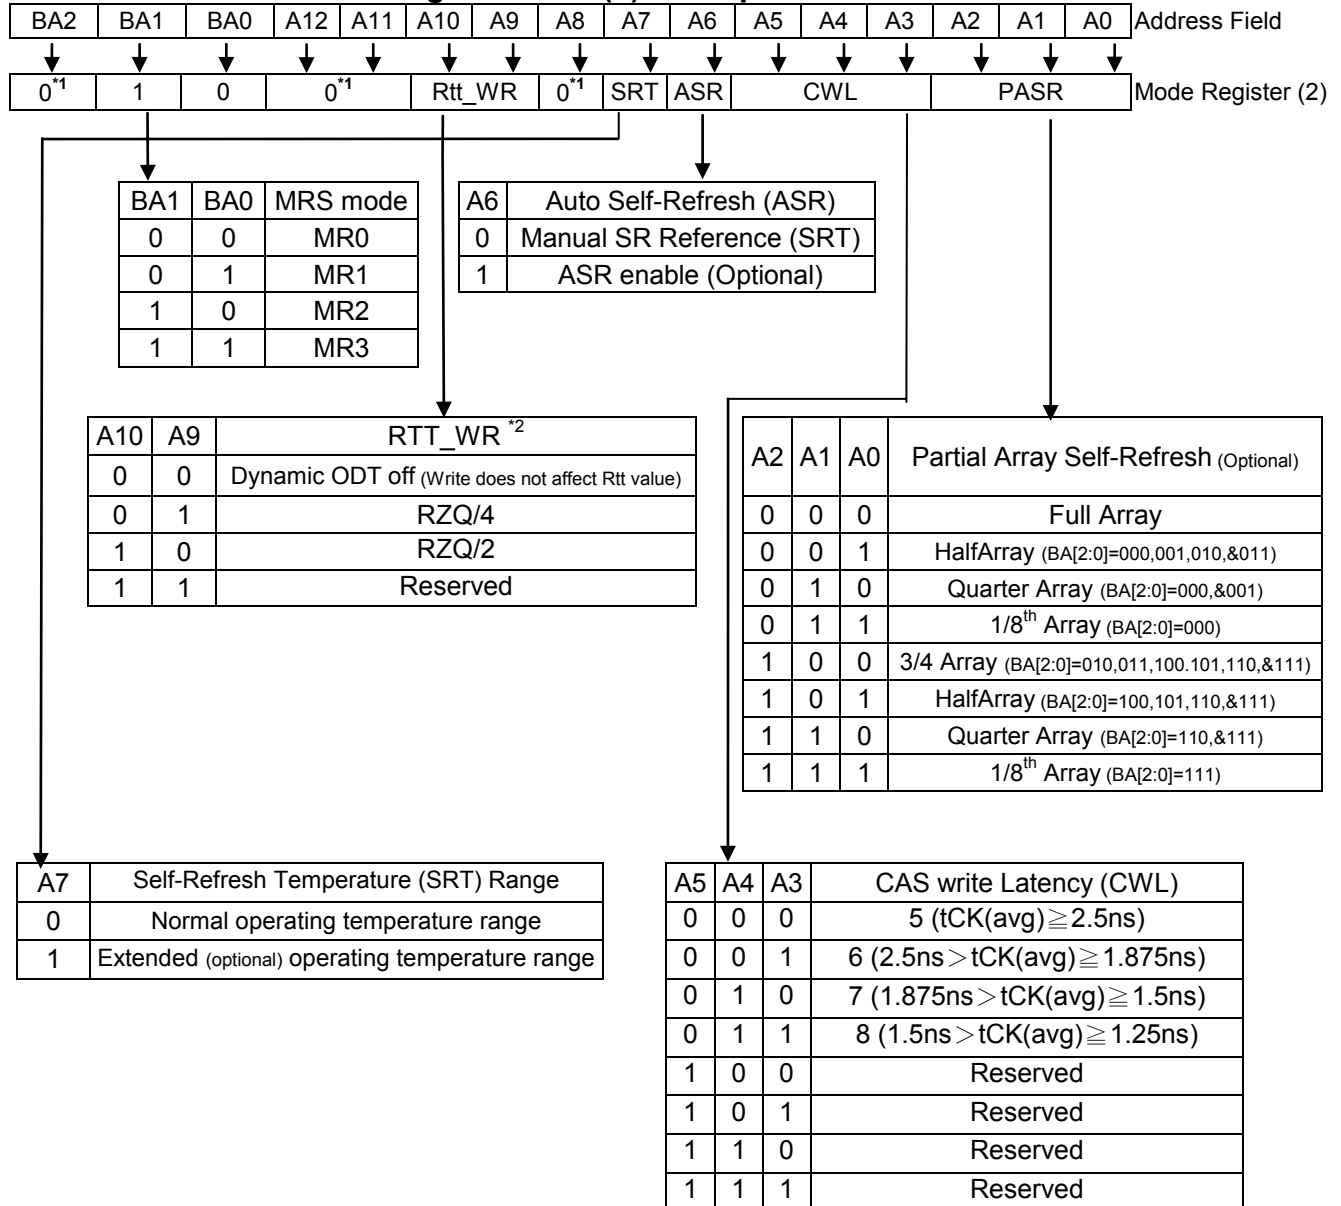 BA2 BA1 BA0 A12 A11 A10 A9 A8 A7 A6 A5 A4 A3 A2 A1 A0 Address Field
0*1 1 0 0*1 Rtt_WR 0*1 SRT ASR CWL PASR Mode Register (2)
BA1 BA0 MRS mode
0 0 MR0
0 1 MR1
1 0 MR2
1 1 MR3
A6 Auto Self-Refresh (ASR)
0 Manual SR Reference (SRT)
1 ASR enable (Optional)
A10 A9 RTT_WR *2
0 0 Dynamic ODT off (Write does not affect Rtt value)
0 1 RZQ/4
1 0 RZQ/2
1 1 Reserved
A2 A1 A0 Partial Array Self-Refresh (Optional)
0 0 0 Full Array
0 0 1 HalfArray (BA[2:0]=000,001,010,&011)
0 1 0 Quarter Array (BA[2:0]=000,&001)
0 1 1 1/8th Array (BA[2:0]=000)
1 0 0 3/4 Array (BA[2:0]=010,011,100.101,110,&111)
1 0 1 HalfArray (BA[2:0]=100,101,110,&111)
1 1 0 Quarter Array (BA[2:0]=110,&111)
1 1 1 1/8th Array (BA[2:0]=111)
A7 Self-Refresh Temperature (SRT) Range
0 Normal operating temperature range
1 Extended (optional) operating temperature range
A5 A4 A3 CAS write Latency (CWL)
0 0 0 5 (tCK(avg)≧2.5ns)
0 0 1 6 (2.5ns>tCK(avg)≧1.875ns)
0 1 0 7 (1.875ns>tCK(avg)≧1.5ns)
0 1 1 8 (1.5ns>tCK(avg)≧1.25ns)
1 0 0 Reserved
1 0 1 Reserved
1 1 0 Reserved
1 1 1 Reserved